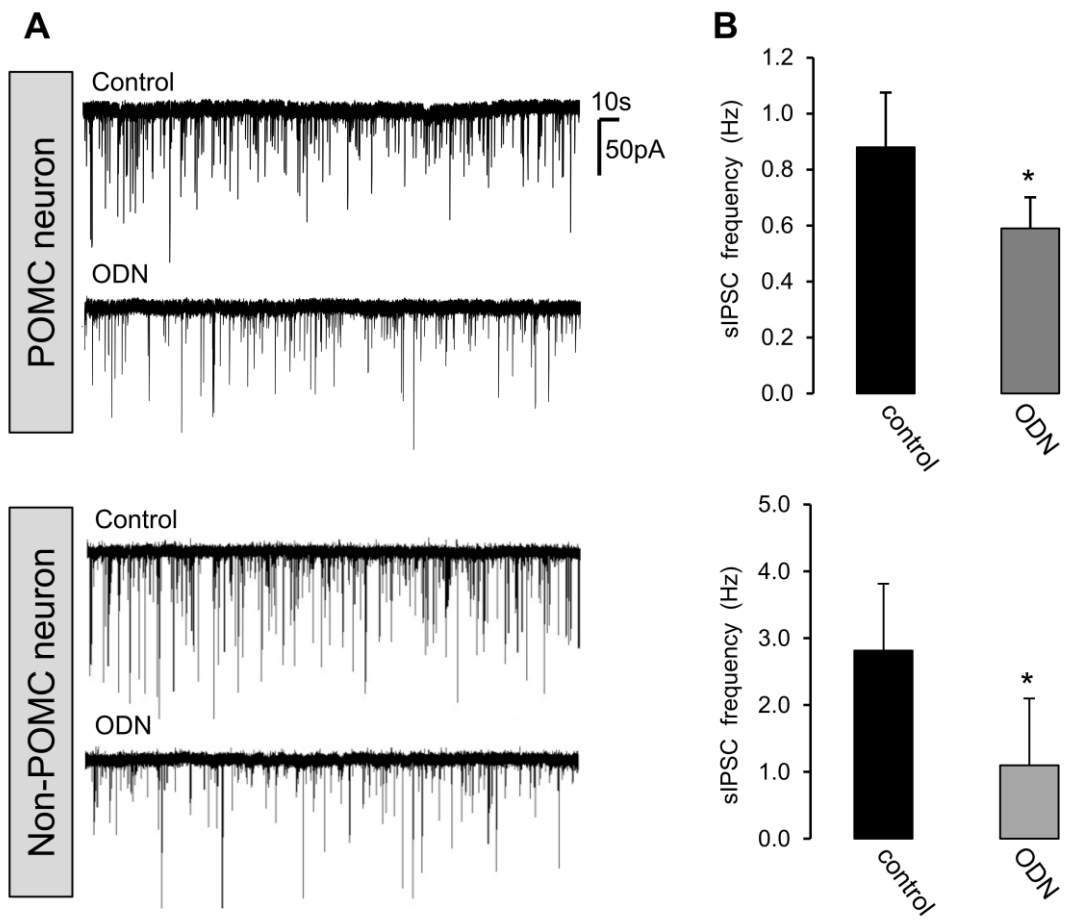 A
POMC neuron
Control
10s
50pA
ODN
Non-POMC neuron
Control
ODN
B
sIPSC frequency (Hz)
1.2
1.0
0.8
0.6
0.4
0.2
0.0
*
control
ODN
sIPSC frequency (Hz)
5.0
4.0
3.0
2.0
1.0
0.0
*
control
ODN